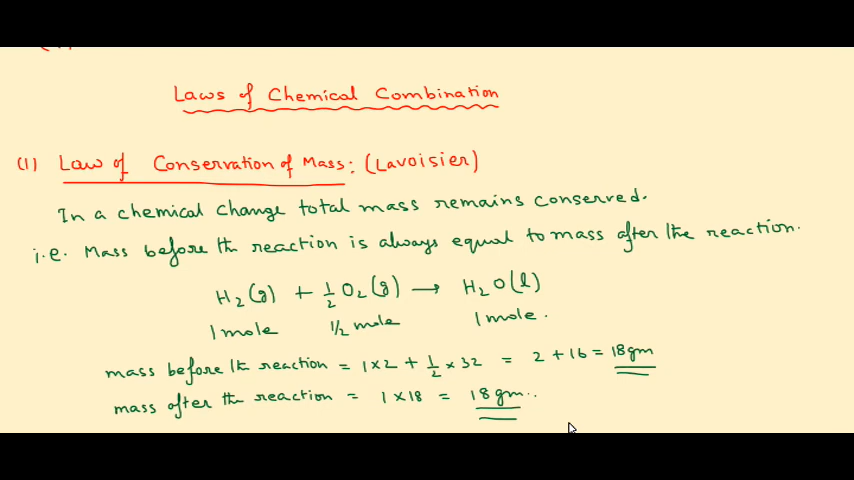 Laws of Chemical Combination
(1) Law of Conservation of Mass: (Lavoisier)
In a chemical change total mass remains conserved.
i.e. Mass before the reaction is always equal to mass after the reaction.
H₂(g) + ½ O₂(g) → H₂O(l)
1 mole ½ mole 1 mole.
mass before the reaction = 1×2 + ½ × 32 = 2 + 16 = 18gm
mass after the reaction = 1 × 18 = 18gm..